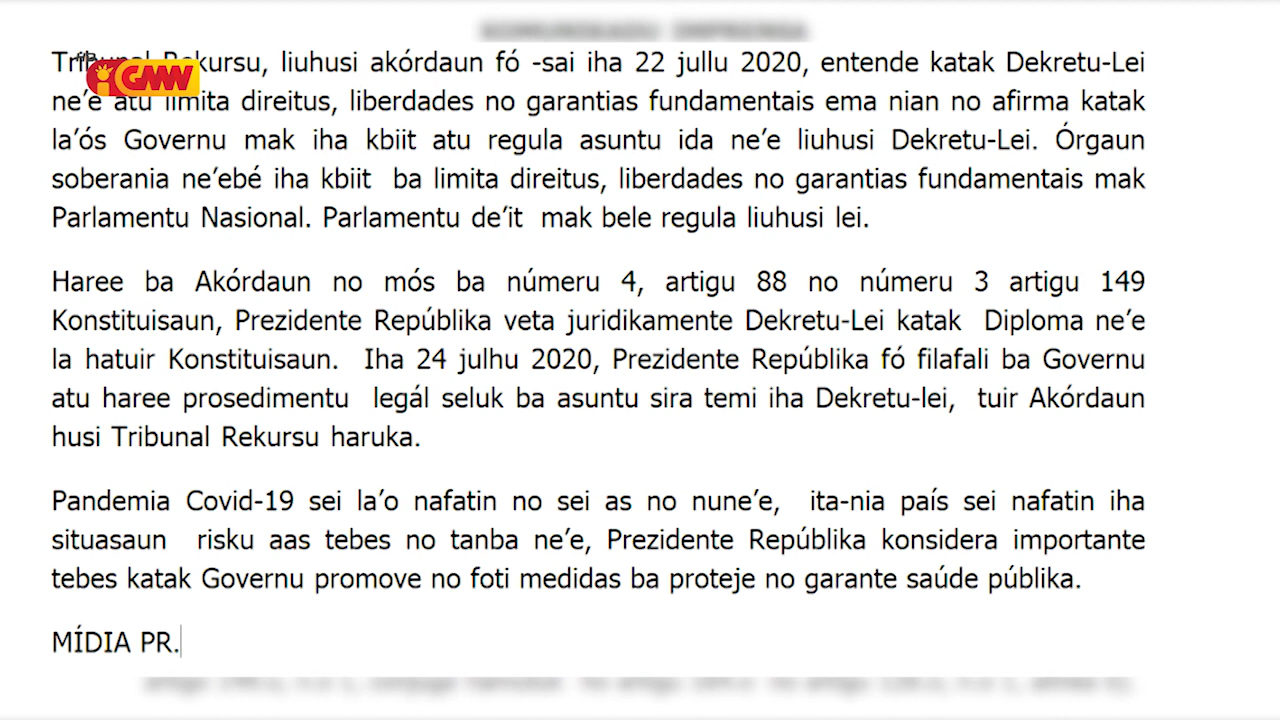 KOMUNIKADU IMPRENSA
GMN
Tribunal Rekursu, liuhusi akórdaun fó -sai iha 22 jullu 2020, entende katak Dekretu-Lei
ne’e atu limita direitus, liberdades no garantias fundamentais ema nian no afirma katak
la’ós Governu mak iha kbiit atu regula asuntu ida ne’e liuhusi Dekretu-Lei. Órgaun
soberania ne’ebé iha kbiit ba limita direitus, liberdades no garantias fundamentais mak
Parlamentu Nasional. Parlamentu de’it mak bele regula liuhusi lei.
Haree ba Akórdaun no mós ba númeru 4, artigu 88 no númeru 3 artigu 149
Konstituisaun, Prezidente Repúblika veta juridikamente Dekretu-Lei katak Diploma ne’e
la hatuir Konstituisaun. Iha 24 julhu 2020, Prezidente Repúblika fó filafali ba Governu
atu haree prosedimentu legál seluk ba asuntu sira temi iha Dekretu-lei, tuir Akórdaun
husi Tribunal Rekursu haruka.
Pandemia Covid-19 sei la’o nafatin no sei as no nune’e, ita-nia país sei nafatin iha
situasaun risku aas tebes no tanba ne’e, Prezidente Repúblika konsidera importante
tebes katak Governu promove no foti medidas ba proteje no garante saúde públika.
MÍDIA PR.